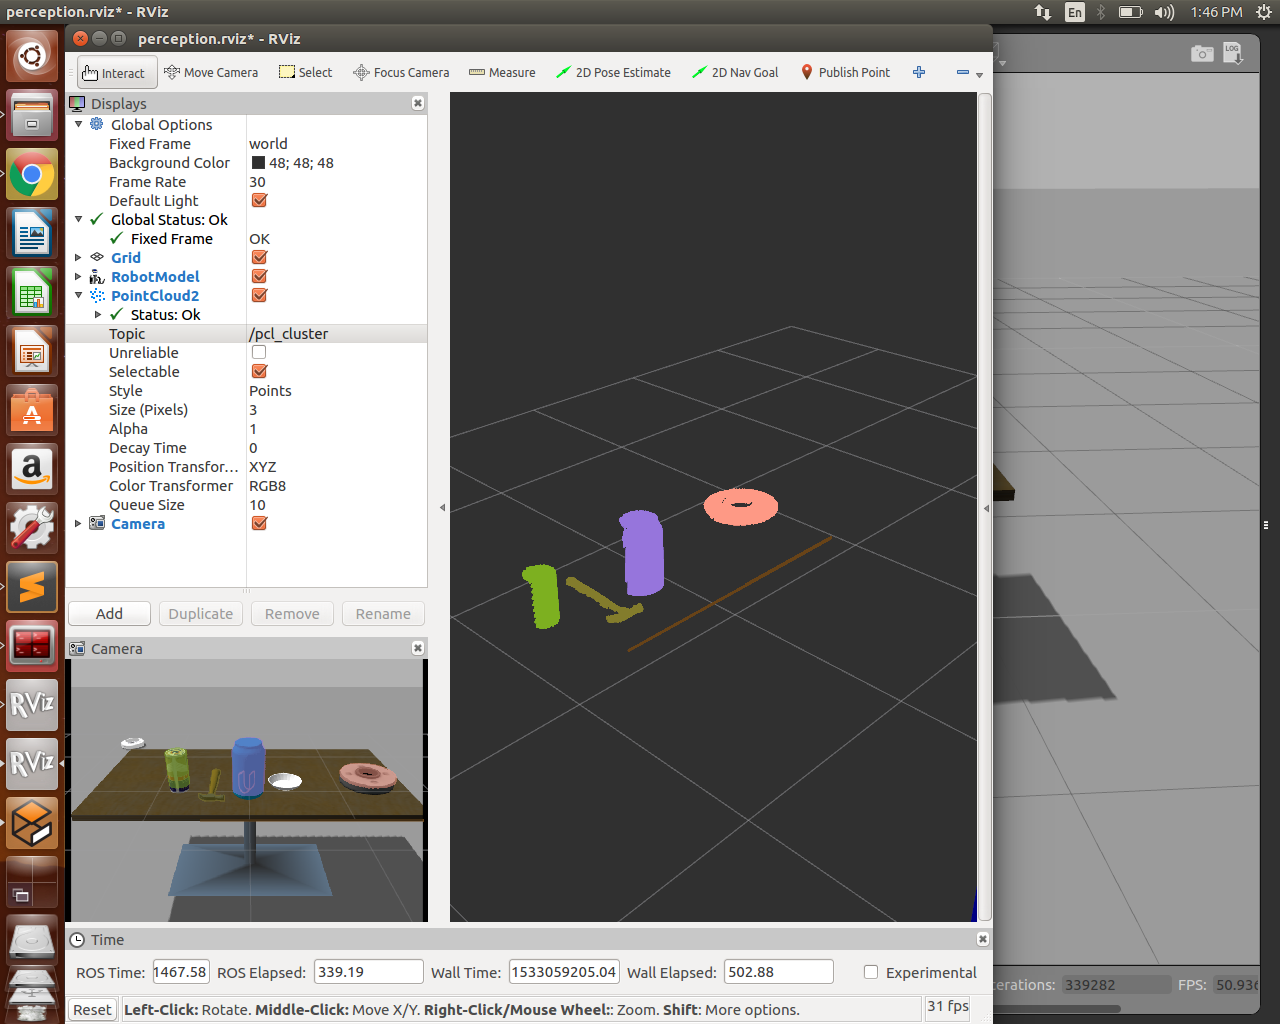 perception.rviz* - RViz
En
1:46 PM
perception.rviz* - RViz
LOG
Interact
Move Camera
Select
Focus Camera
Measure
2D Pose Estimate
2D Nav Goal
Publish Point
Displays
Global Options
Fixed Frame world
Background Color 48; 48; 48
Frame Rate 30
Default Light
Global Status: Ok
Fixed Frame OK
Grid
RobotModel
PointCloud2
Status: Ok
Topic /pcl_cluster
Unreliable
Selectable
Style Points
Size (Pixels) 3
Alpha 1
Decay Time 0
Position Transfor... XYZ
Color Transformer RGB8
Queue Size 10
Camera
Add Duplicate Remove Rename
Camera
RViz
RViz
Time
ROS Time: 1467.58 ROS Elapsed: 339.19 Wall Time: 1533059205.04 Wall Elapsed: 502.88 Experimental
erations: 339282 FPS: 50.936
Reset Left-Click: Rotate. Middle-Click: Move X/Y. Right-Click/Mouse Wheel:: Zoom. Shift: More options. 31 fps